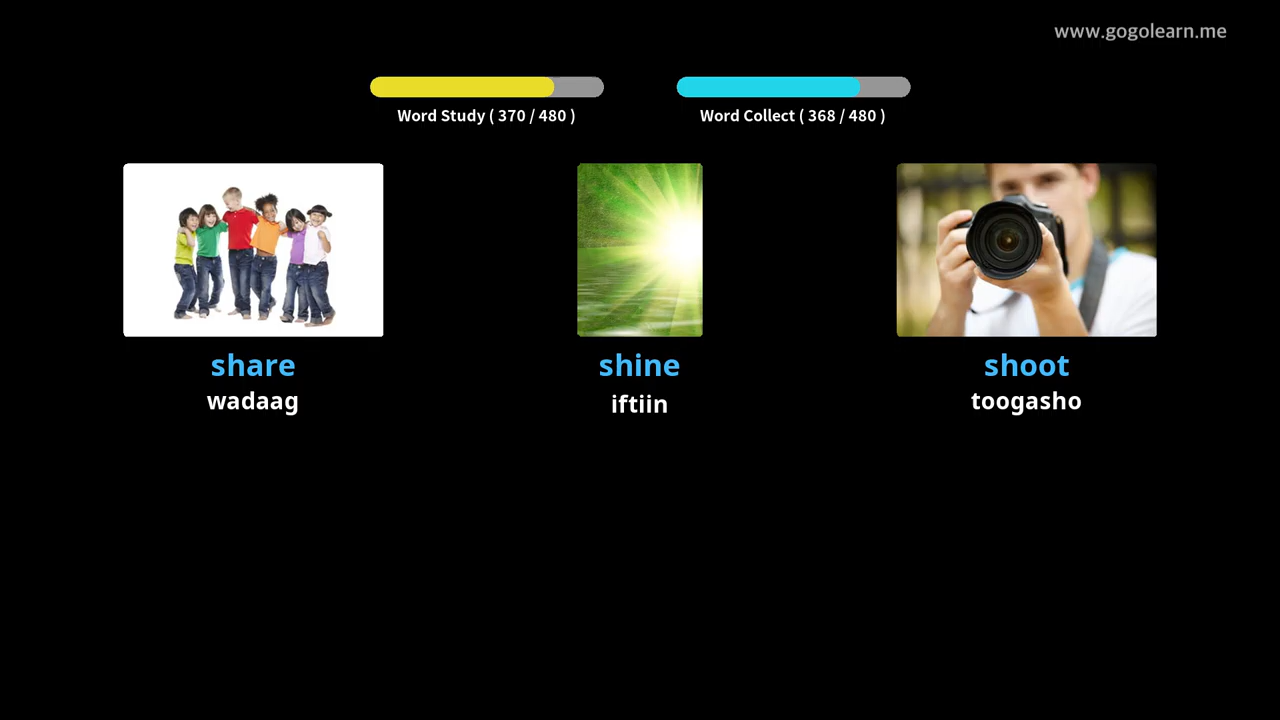 www.gogolearn.me
Word Study ( 370 / 480 )
Word Collect ( 368 / 480 )
share
wadaag
shine
iftiin
shoot
toogasho